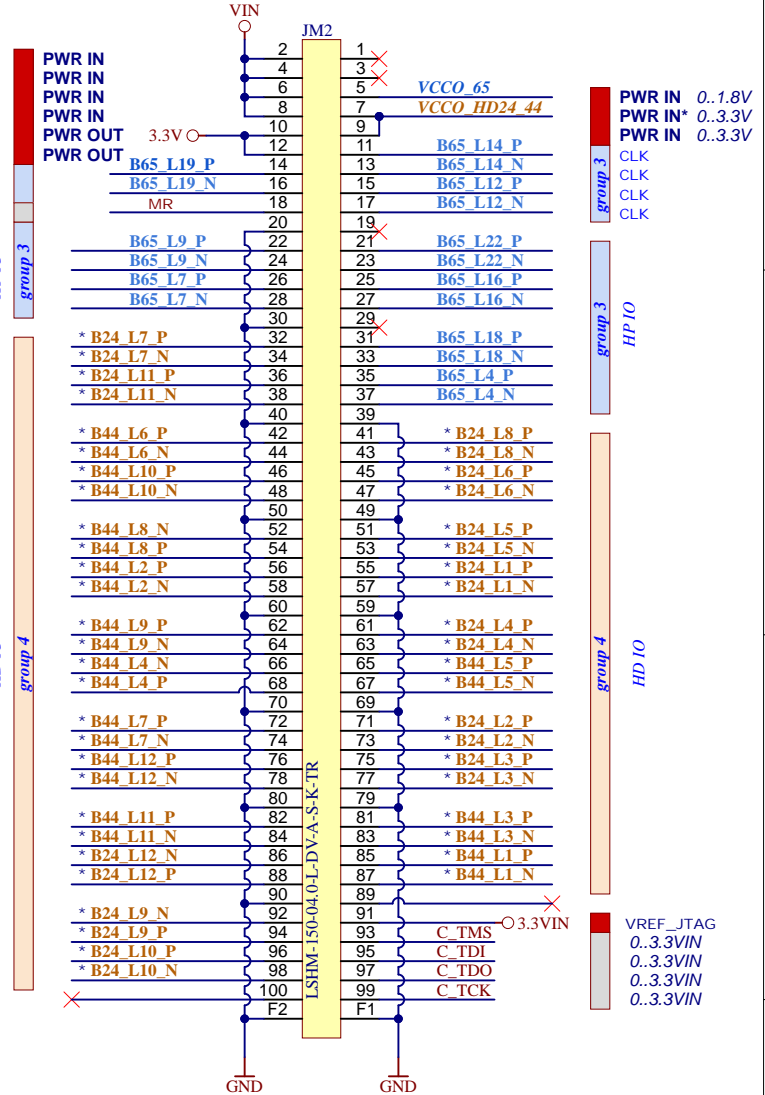 VIN
JM2
PWR IN 2 1
PWR IN 4 3
PWR IN 6 5 VCCO_65 PWR IN 0..1.8V
PWR IN 8 7 VCCO_HD24_44 PWR IN* 0..3.3V
PWR OUT 3.3V 10 9 PWR IN 0..3.3V
PWR OUT 12 11 B65_L14_P CLK
B65_L19_P 14 13 B65_L14_N CLK
B65_L19_N 16 15 B65_L12_P CLK
MR 18 17 B65_L12_N CLK
group 3
20 19
B65_L9_P 22 21 B65_L22_P
B65_L9_N 24 23 B65_L22_N
B65_L7_P 26 25 B65_L16_P
B65_L7_N 28 27 B65_L16_N
group 3
30 29
* B24_L7_P 32 31 B65_L18_P
* B24_L7_N 34 33 B65_L18_N
* B24_L11_P 36 35 B65_L4_P
* B24_L11_N 38 37 B65_L4_N
group 3 HP IO
40 39
* B44_L6_P 42 41 * B24_L8_P
* B44_L6_N 44 43 * B24_L8_N
* B44_L10_P 46 45 * B24_L6_P
* B44_L10_N 48 47 * B24_L6_N
50 49
* B44_L8_N 52 51 * B24_L5_P
* B44_L8_P 54 53 * B24_L5_N
* B44_L2_P 56 55 * B24_L1_P
* B44_L2_N 58 57 * B24_L1_N
60 59
* B44_L9_P 62 61 * B24_L4_P
* B44_L9_N 64 63 * B24_L4_N
* B44_L4_N 66 65 * B44_L5_P
* B44_L4_P 68 67 * B44_L5_N
group 4
group 4 HD IO
70 69
* B44_L7_P 72 71 * B24_L2_P
* B44_L7_N 74 73 * B24_L2_N
* B44_L12_P 76 75 * B24_L3_P
* B44_L12_N 78 77 * B24_L3_N
80 79
* B44_L11_P 82 81 * B44_L3_P
* B44_L11_N 84 83 * B44_L3_N
* B24_L12_N 86 85 * B44_L1_P
* B24_L12_P 88 87 * B44_L1_N
90 89
* B24_L9_N 92 91 3.3VIN VREF_JTAG
* B24_L9_P 94 93 C_TMS 0..3.3VIN
* B24_L10_P 96 95 C_TDI 0..3.3VIN
* B24_L10_N 98 97 C_TDO 0..3.3VIN
100 99 C_TCK 0..3.3VIN
F2 F1
LSHM-150-04.0-L-DV-A-S-K-TR
GND GND